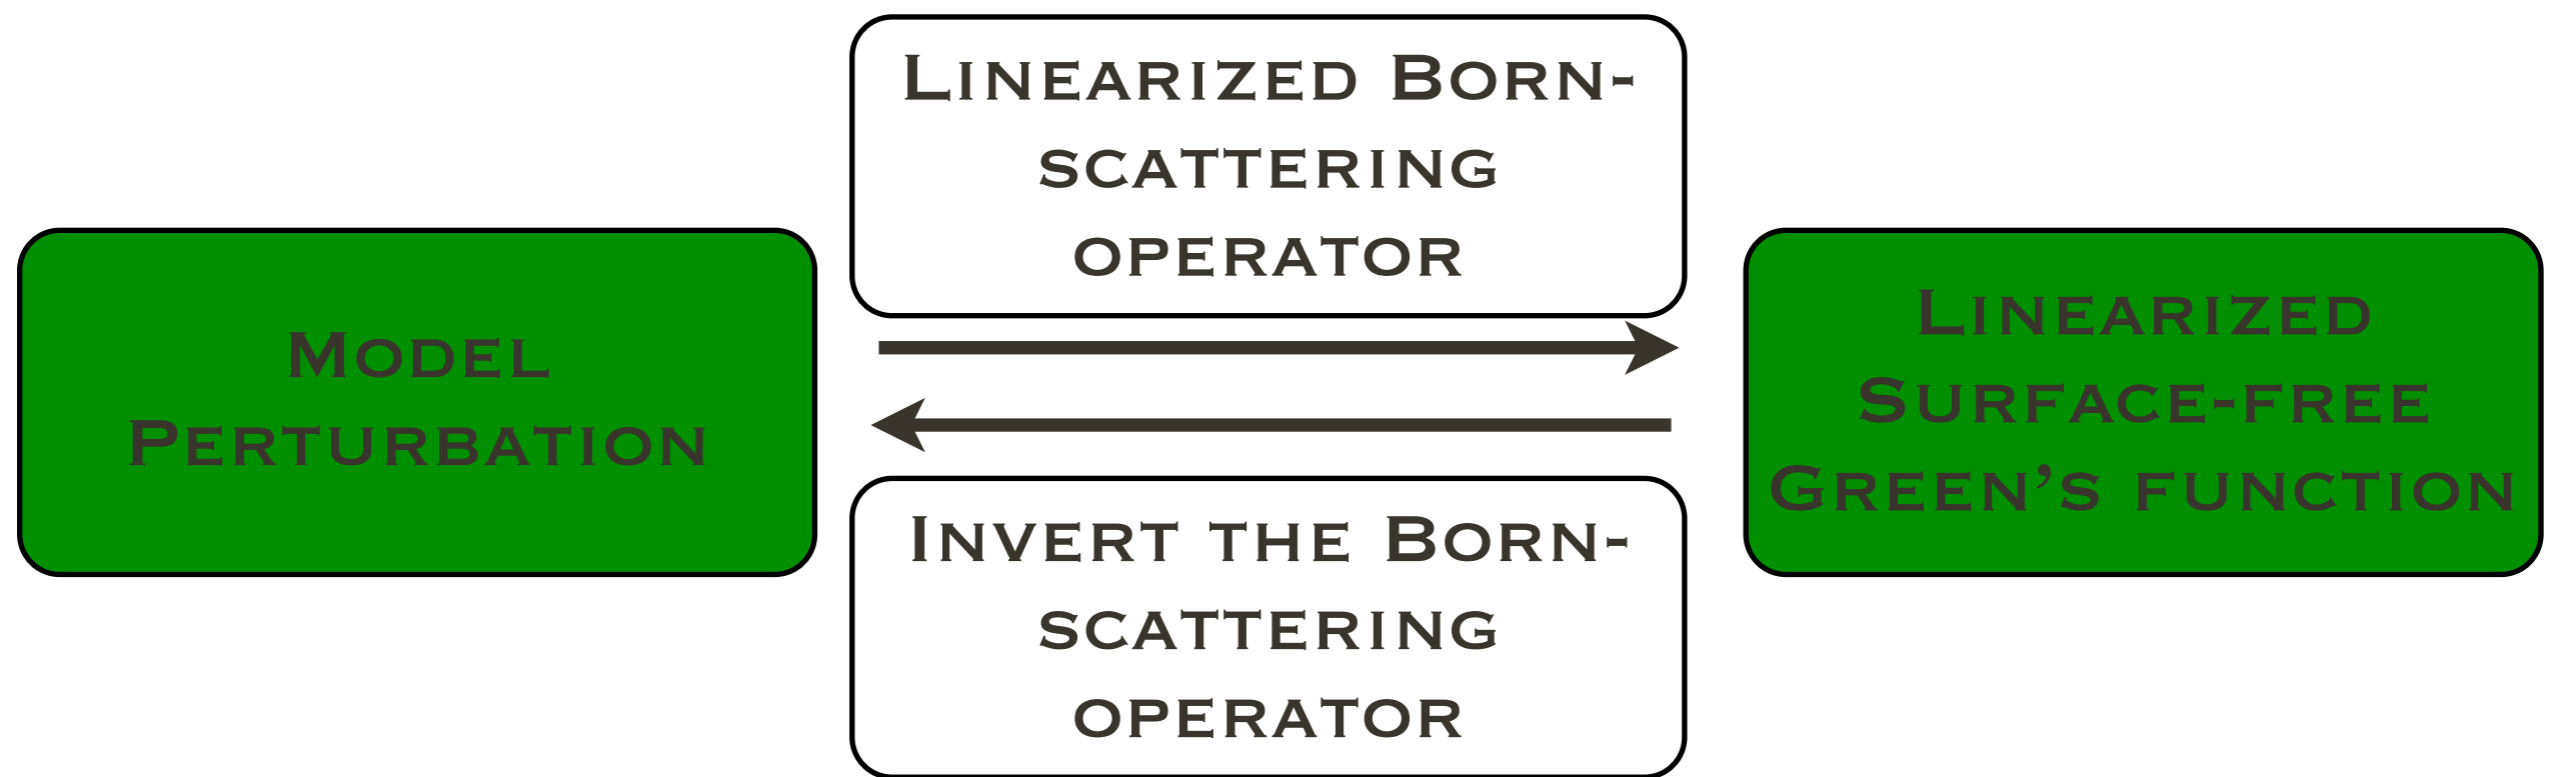 Model
Perturbation
Linearized Born-
scattering
operator
Invert the Born-
scattering
operator
Linearized
Surface-free
Green’s function